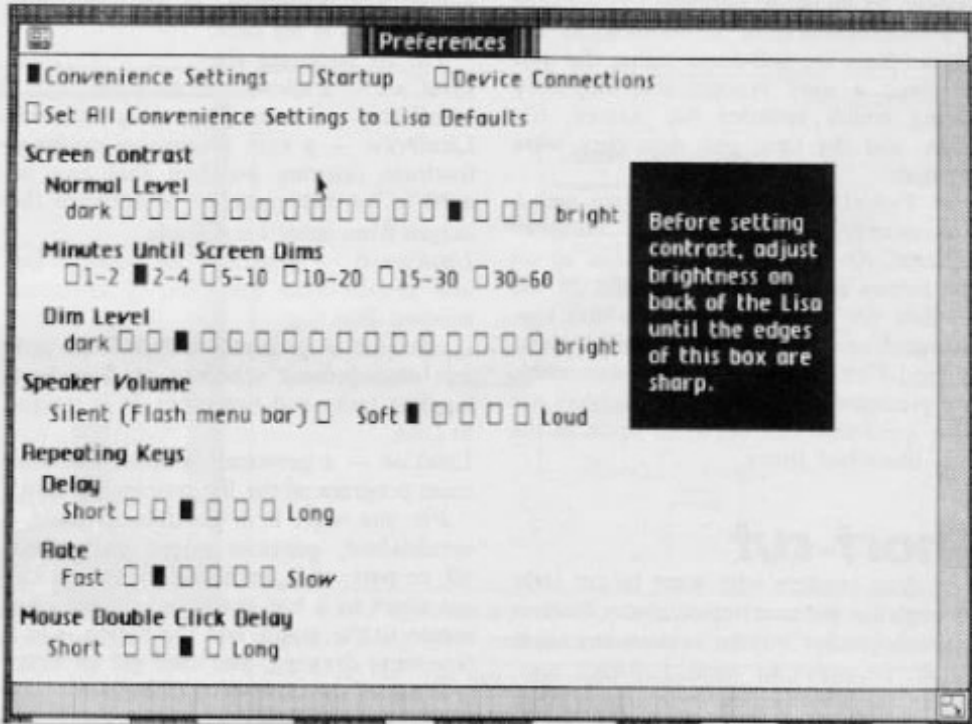 Preferences
Convenience Settings Startup Device Connections
Set All Convenience Settings to Lisa Defaults
Screen Contrast
Normal Level
dark bright
Minutes Until Screen Dims
1-2 2-4 5-10 10-20 15-30 30-60
Dim Level
dark bright
Speaker Volume
Silent (Flash menu bar) Soft Loud
Repeating Keys
Delay
Short Long
Rate
Fast Slow
Mouse Double Click Delay
Short Long
Before setting
contrast, adjust
brightness on
back of the Lisa
until the edges
of this box are
sharp.